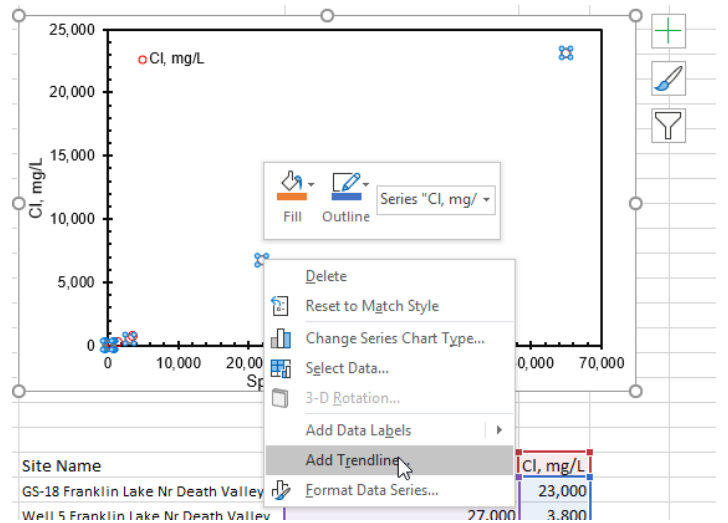 25,000
Cl, mg/L
20,000
15,000
Cl, mg/L
10,000
5,000
0
0 10,000 20,00 60,000 70,000
Sp
Fill Outline Series "Cl, mg/
Delete
Reset to Match Style
Change Series Chart Type...
Select Data...
3-D Rotation...
Add Data Labels
Add Trendline
Format Data Series...
Site Name Cl, mg/L
GS-18 Franklin Lake Nr Death Valley 23,000
Well 5 Franklin Lake Nr Death Valley 27,000 3,800